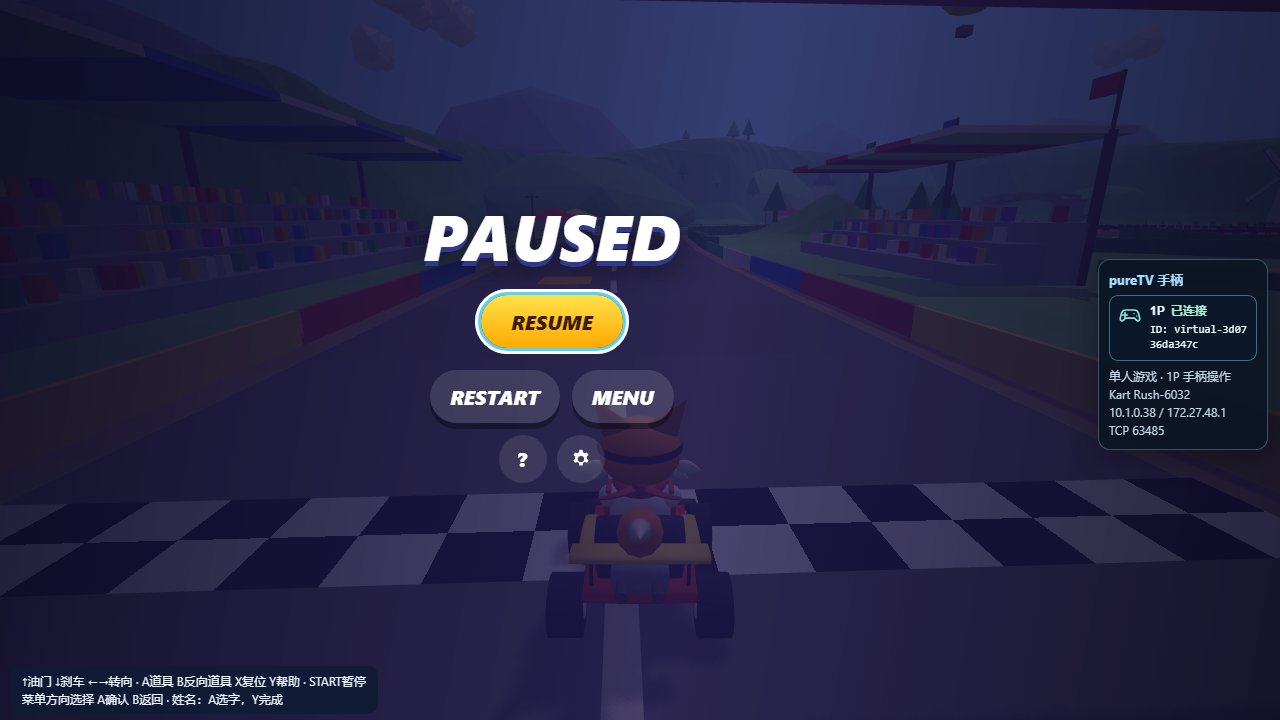 PAUSED
RESUME
RESTART
MENU
?
pureTV 手柄
1P 已连接
ID: virtual-3d07
36da347c
单人游戏 · 1P 手柄操作
Kart Rush-6032
10.1.0.38 / 172.27.48.1
TCP 63485
↑油门 ↓刹车 ←→转向 · A道具 B反向道具 X复位 Y帮助 · START暂停
菜单方向选择 A确认 B返回 · 姓名：A选字，Y完成